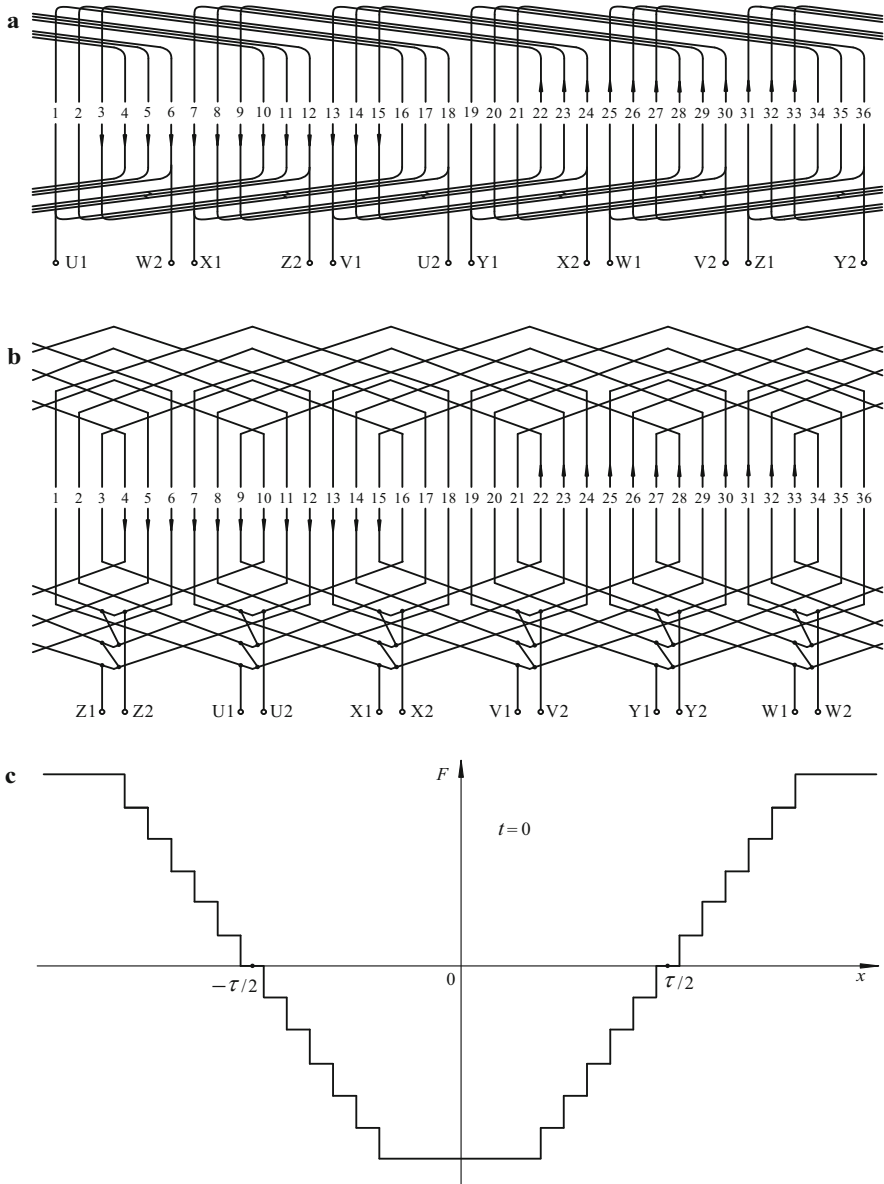 a
1 2 3 4 5 6 7 8 9 10 11 12 13 14 15 16 17 18 19 20 21 22 23 24 25 26 27 28 29 30 31 32 33 34 35 36
U1 W2 X1 Z2 V1 U2 Y1 X2 W1 V2 Z1 Y2
b
1 2 3 4 5 6 7 8 9 10 11 12 13 14 15 16 17 18 19 20 21 22 23 24 25 26 27 28 29 30 31 32 33 34 35 36
Z1 Z2 U1 U2 X1 X2 V1 V2 Y1 Y2 W1 W2
c
F
t = 0
−τ/2 0 τ/2 x